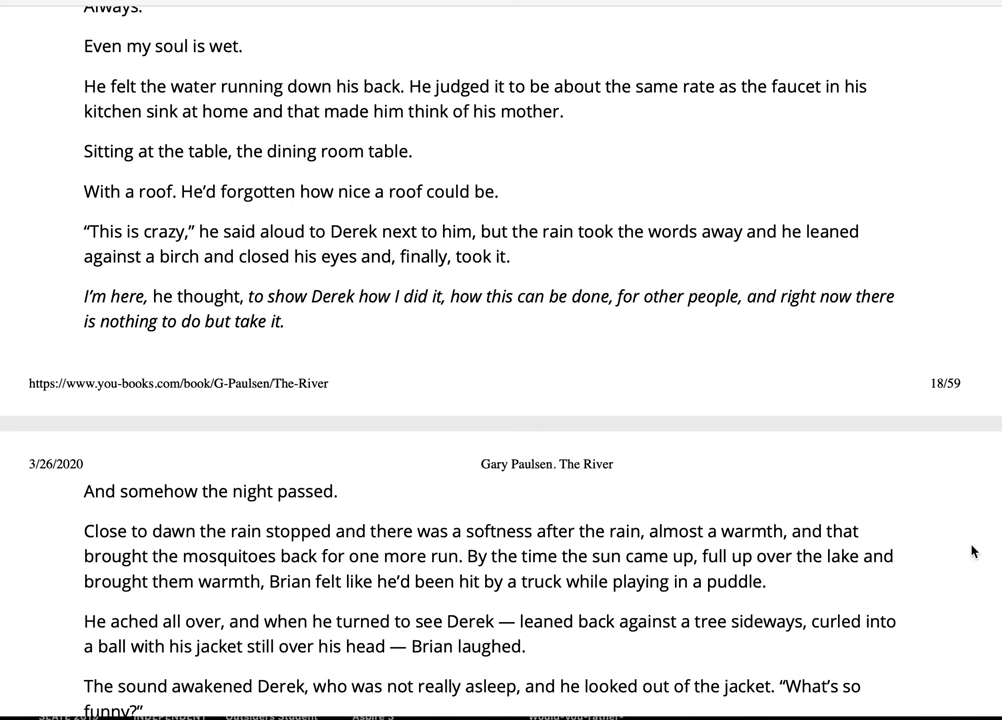 Always.
Even my soul is wet.
He felt the water running down his back. He judged it to be about the same rate as the faucet in his
kitchen sink at home and that made him think of his mother.
Sitting at the table, the dining room table.
With a roof. He’d forgotten how nice a roof could be.
“This is crazy,” he said aloud to Derek next to him, but the rain took the words away and he leaned
against a birch and closed his eyes and, finally, took it.
I’m here, he thought, to show Derek how I did it, how this can be done, for other people, and right now there
is nothing to do but take it.
https://www.you-books.com/book/G-Paulsen/The-River 18/59
3/26/2020 Gary Paulsen. The River
And somehow the night passed.
Close to dawn the rain stopped and there was a softness after the rain, almost a warmth, and that
brought the mosquitoes back for one more run. By the time the sun came up, full up over the lake and
brought them warmth, Brian felt like he’d been hit by a truck while playing in a puddle.
He ached all over, and when he turned to see Derek — leaned back against a tree sideways, curled into
a ball with his jacket still over his head — Brian laughed.
The sound awakened Derek, who was not really asleep, and he looked out of the jacket. “What’s so
funny?”